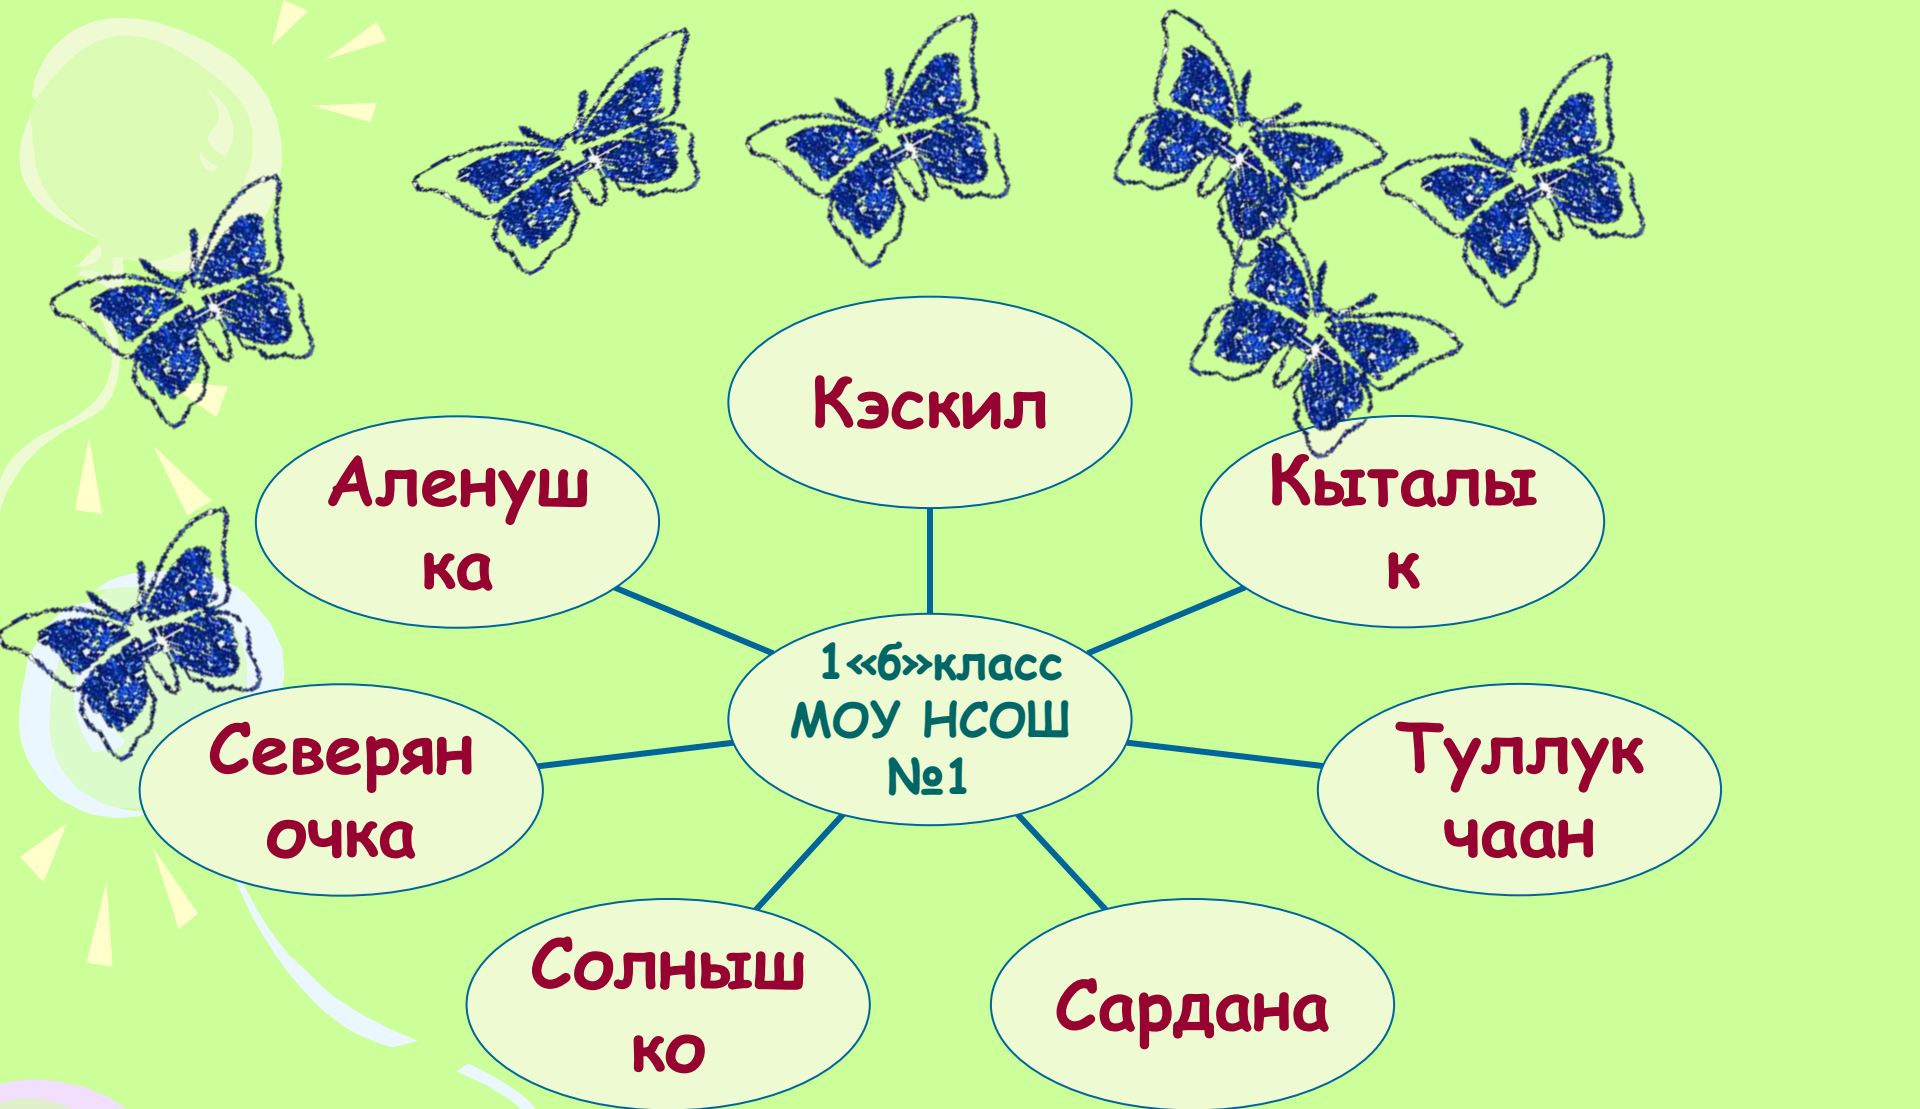 Кэскил
Аленуш
ка
Кыталы
к
1«б»класс
МОУ НСОШ
№1
Северян
очка
Туллук
чаан
Солныш
ко
Сардана